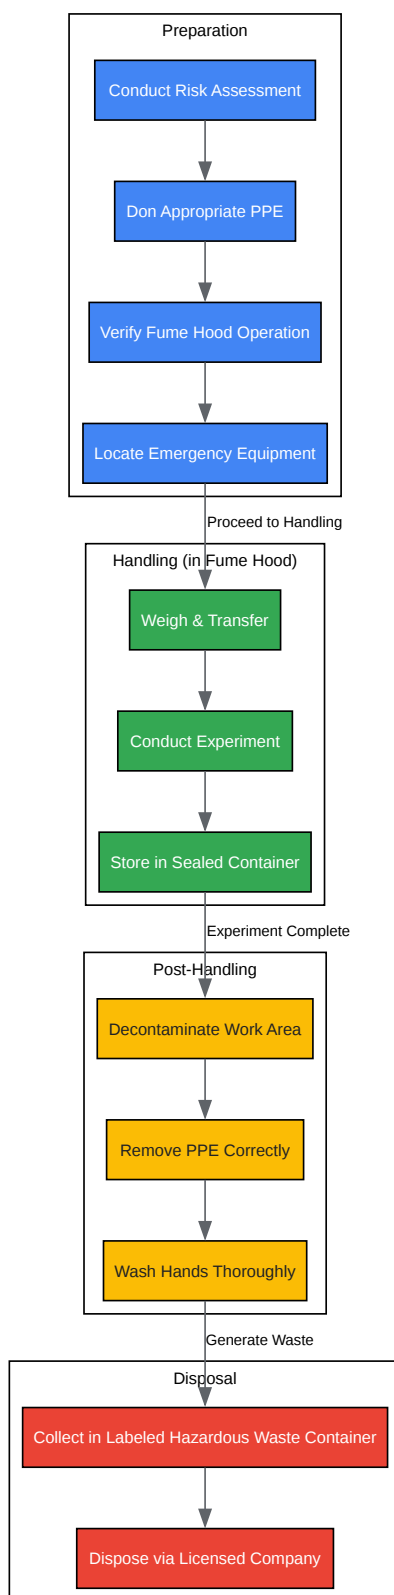 Preparation
Conduct Risk Assessment
Don Appropriate PPE
Verify Fume Hood Operation
Locate Emergency Equipment
Proceed to Handling
Handling (in Fume Hood)
Weigh & Transfer
Conduct Experiment
Store in Sealed Container
Experiment Complete
Post-Handling
Decontaminate Work Area
Remove PPE Correctly
Wash Hands Thoroughly
Generate Waste
Disposal
Collect in Labeled Hazardous Waste Container
Dispose via Licensed Company